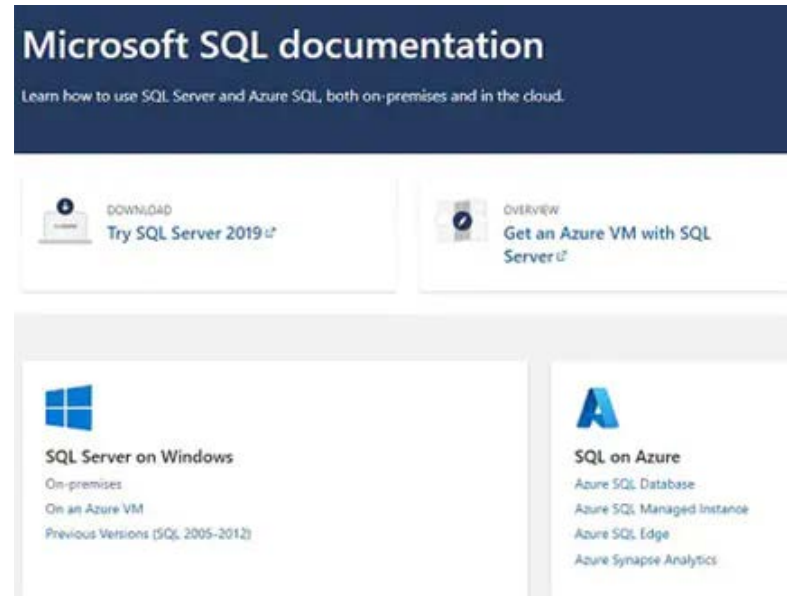 Microsoft SQL documentation
Learn how to use SQL Server and Azure SQL, both on-premises and in the cloud.
DOWNLOAD
Try SQL Server 2019
OVERVIEW
Get an Azure VM with SQL
Server
SQL Server on Windows
On-premises
On an Azure VM
Previous Versions (SQL 2005-2012)
SQL on Azure
Azure SQL Database
Azure SQL Managed Instance
Azure SQL Edge
Azure Synapse Analytics